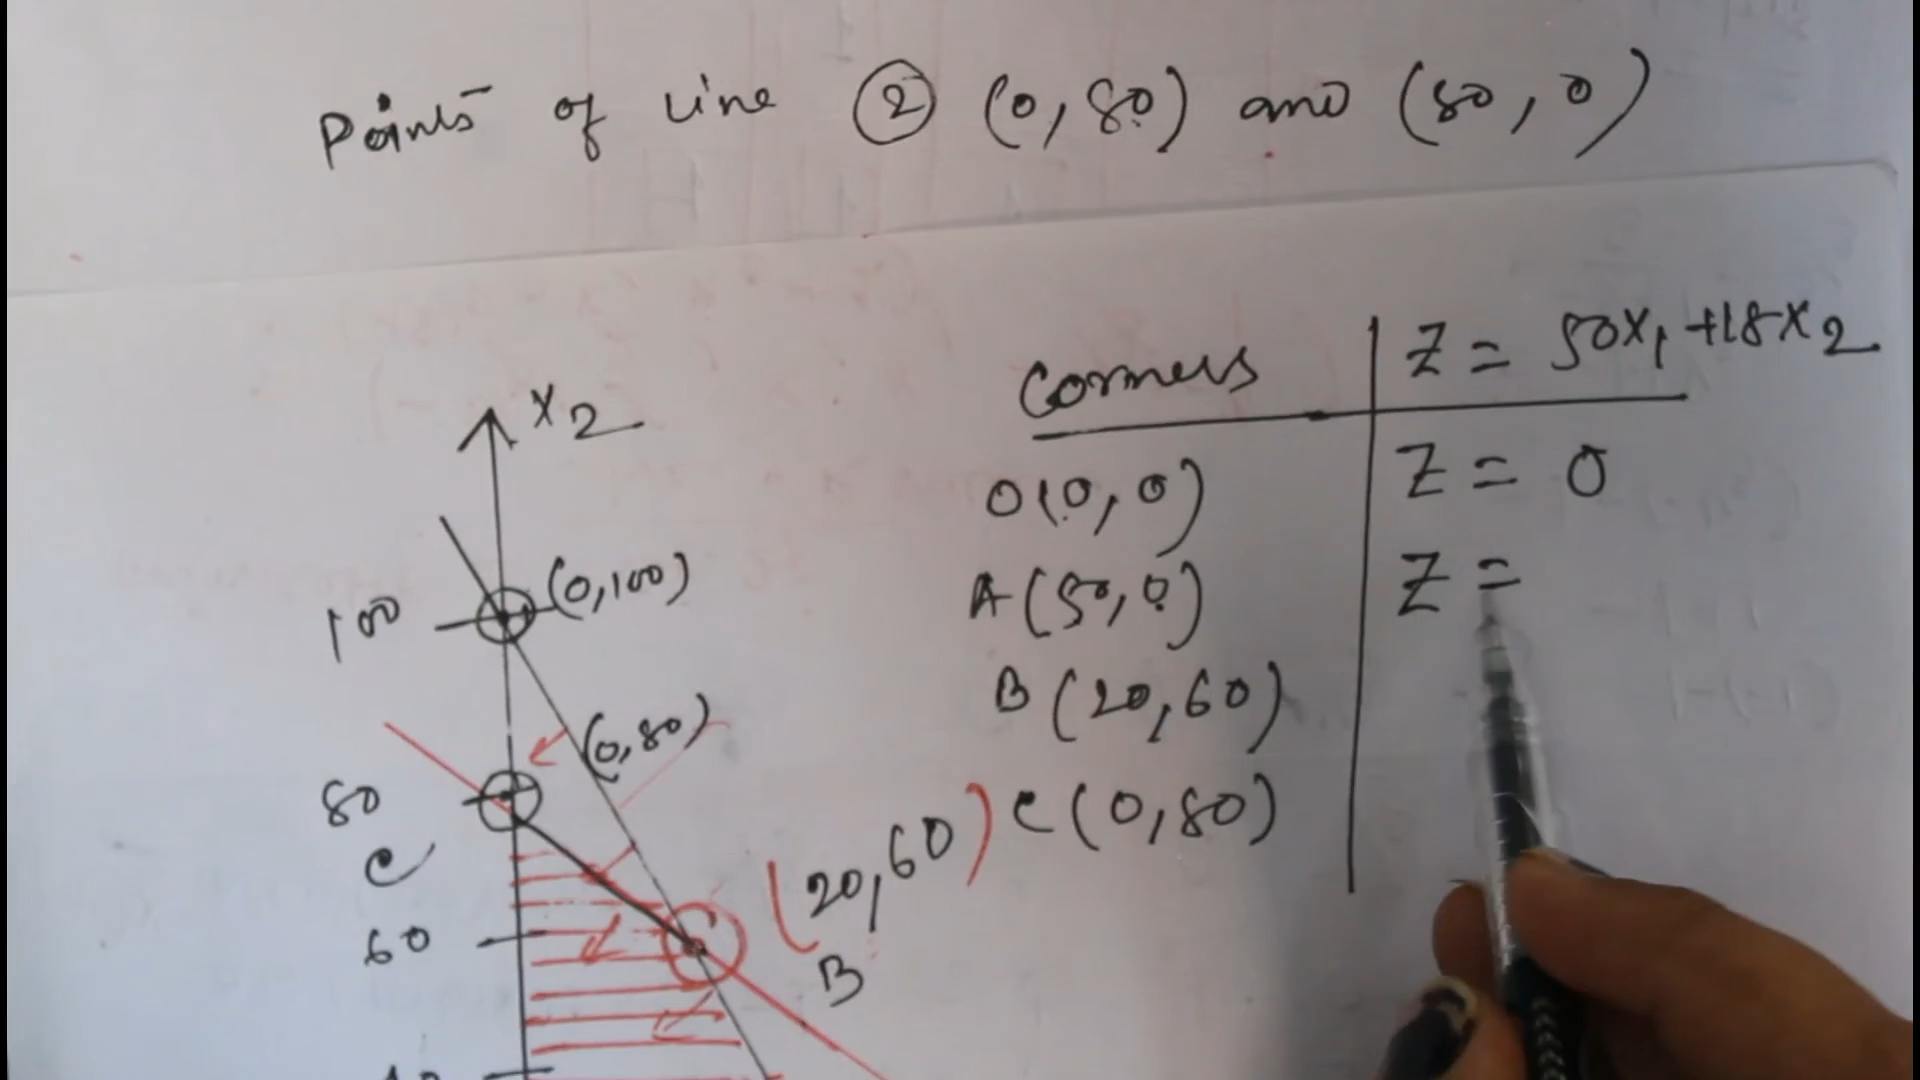 Points of Line ② (0,80) and (80,0)
Corners Z = 50x₁+18x₂
O(0,0) Z = 0
A(50,0) Z =
B(20,60)
C(0,80)
x₂
100 (0,100)
(0,80)
80
C
60
(20,60)
B